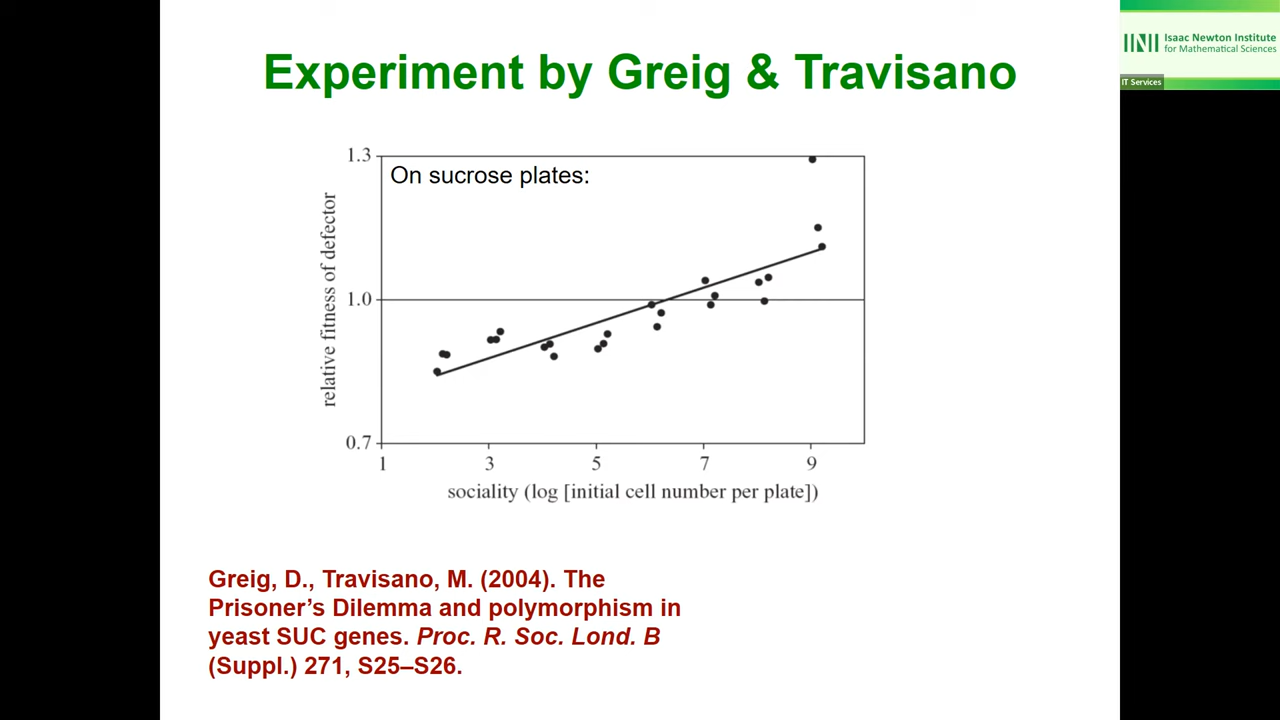 Experiment by Greig & Travisano
Isaac Newton Institute
for Mathematical Sciences
IT Services
1.3
On sucrose plates:
relative fitness of defector
1.0
0.7
1 3 5 7 9
sociality (log [initial cell number per plate])
Greig, D., Travisano, M. (2004). The
Prisoner’s Dilemma and polymorphism in
yeast SUC genes. Proc. R. Soc. Lond. B
(Suppl.) 271, S25–S26.